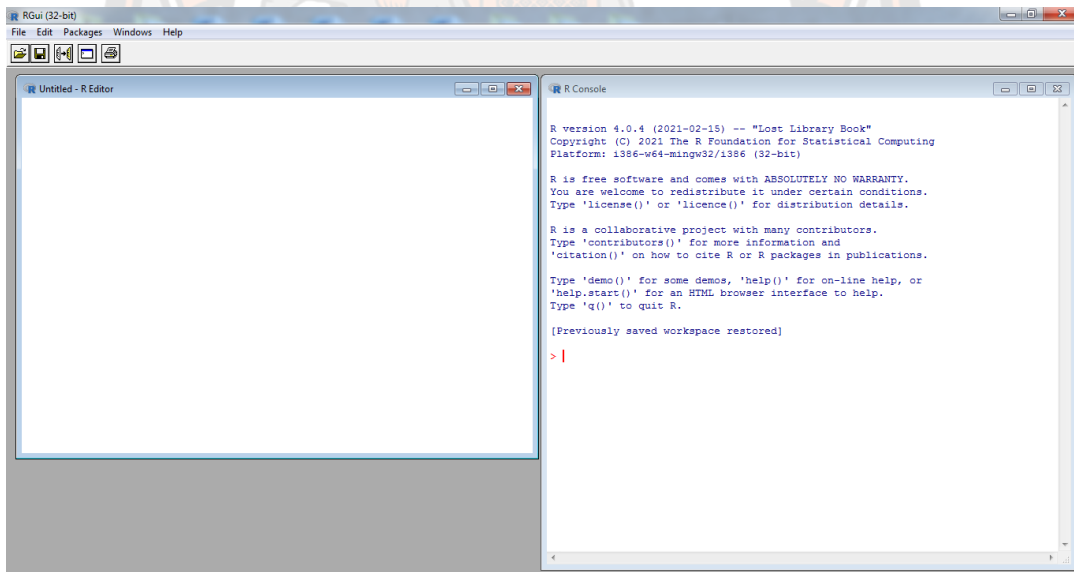 RGui (32-bit)
File Edit Packages Windows Help
Untitled - R Editor
R Console
R version 4.0.4 (2021-02-15) -- "Lost Library Book"
Copyright (C) 2021 The R Foundation for Statistical Computing
Platform: i386-w64-mingw32/i386 (32-bit)
R is free software and comes with ABSOLUTELY NO WARRANTY.
You are welcome to redistribute it under certain conditions.
Type 'license()' or 'licence()' for distribution details.
R is a collaborative project with many contributors.
Type 'contributors()' for more information and
'citation()' on how to cite R or R packages in publications.
Type 'demo()' for some demos, 'help()' for on-line help, or
'help.start()' for an HTML browser interface to help.
Type 'q()' to quit R.
[Previously saved workspace restored]
>